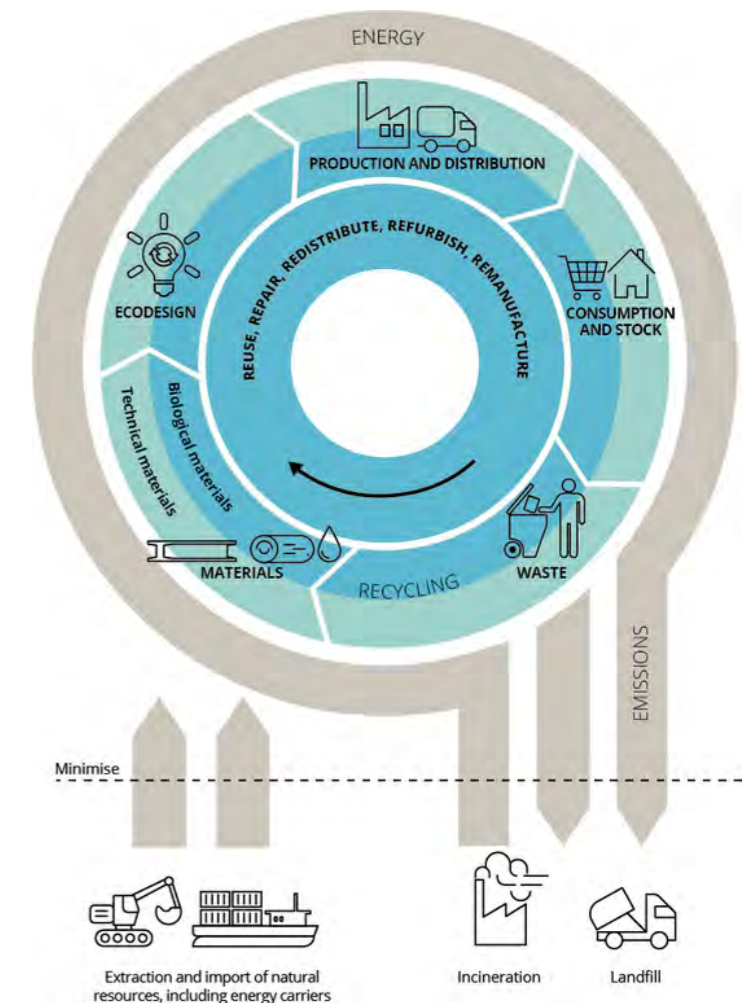 ENERGY
PRODUCTION AND DISTRIBUTION
REUSE, REPAIR, REDISTRIBUTE, REFURBISH, REMANUFACTURE
ECODESIGN
CONSUMPTION
AND STOCK
Technical materials
Biological materials
MATERIALS
RECYCLING
WASTE
EMISSIONS
Minimise
Extraction and import of natural
resources, including energy carriers
Incineration
Landfill